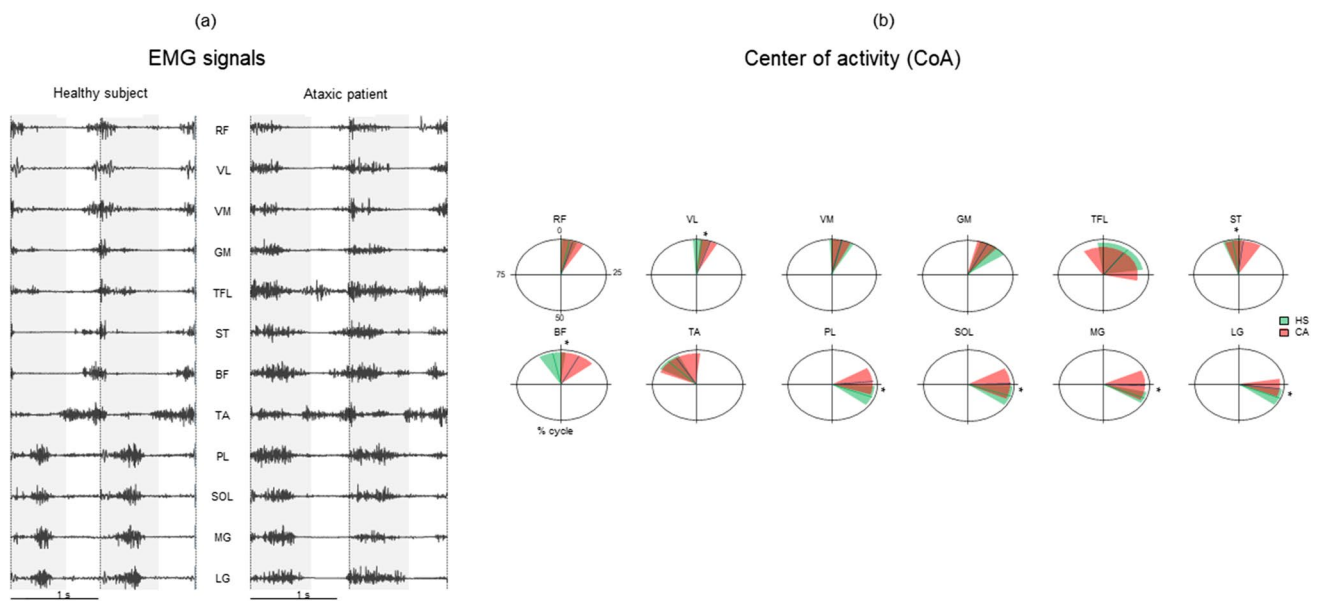 (a)
EMG signals
Healthy subject
Ataxic patient
RF
VL
VM
GM
TFL
ST
BF
TA
PL
SOL
MG
LG
1 s
1 s
(b)
Center of activity (CoA)
RF
VL
VM
GM
TFL
ST
0
*
*
75
25
50
HS
CA
BF
TA
PL
SOL
MG
LG
*
*
*
*
*
% cycle